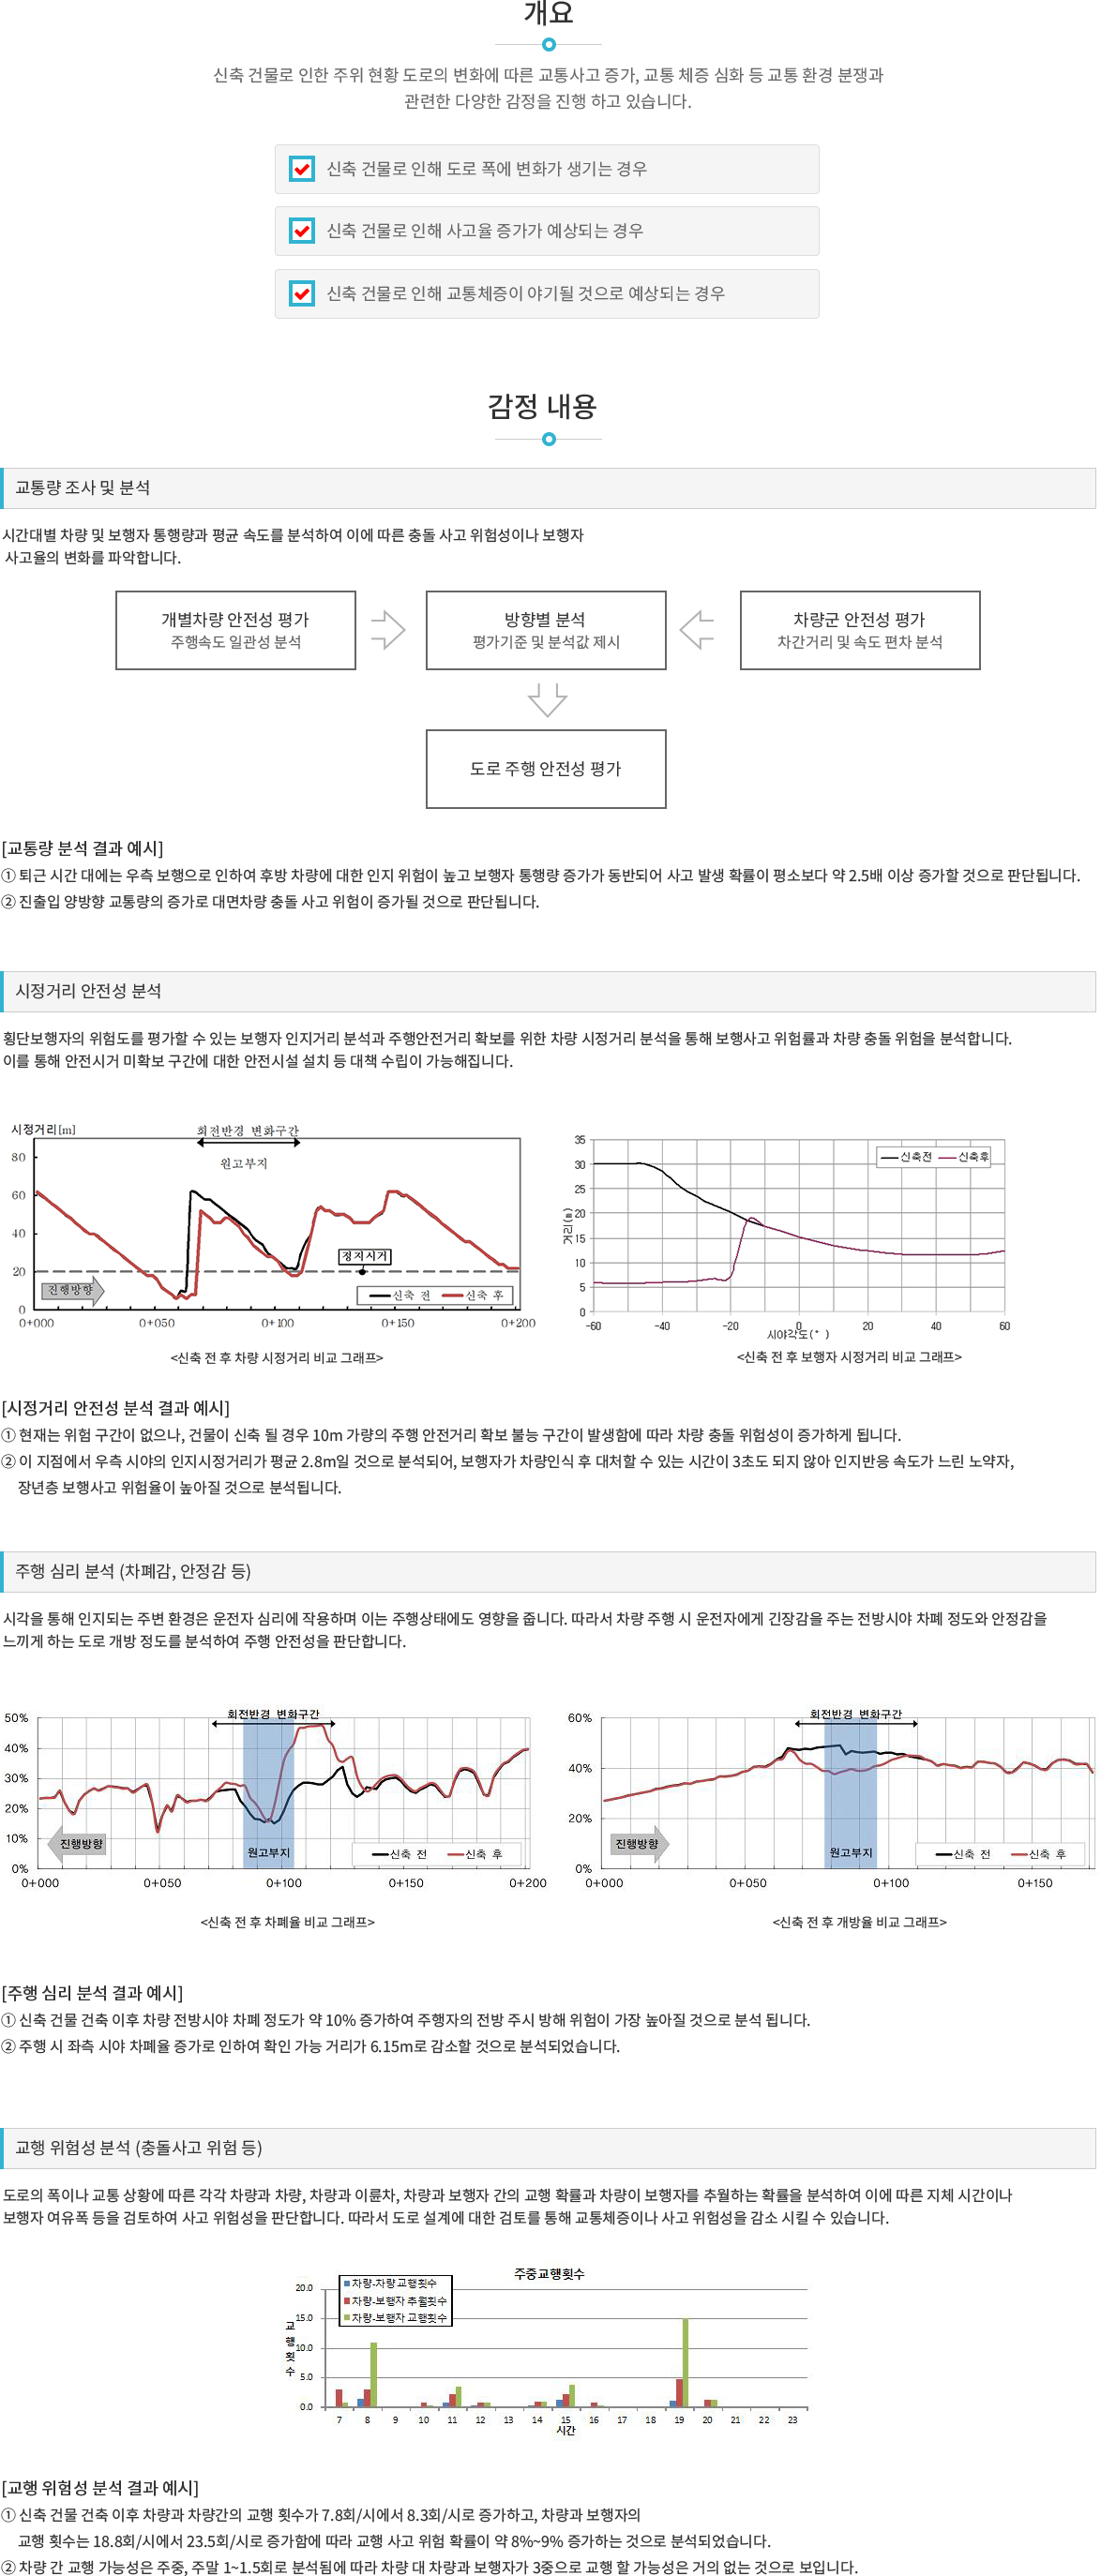 개요
신축 건물로 인한 주위 현황 도로의 변화에 따른 교통사고 증가, 교통 체증 심화 등 교통 환경 분쟁과
관련한 다양한 감정을 진행 하고 있습니다.
신축 건물로 인해 도로 폭에 변화가 생기는 경우
신축 건물로 인해 사고율 증가가 예상되는 경우
신축 건물로 인해 교통체증이 야기될 것으로 예상되는 경우
감정 내용
교통량 조사 및 분석
시간대별 차량 및 보행자 통행량과 평균 속도를 분석하여 이에 따른 충돌 사고 위험성이나 보행자
사고율의 변화를 파악합니다.
개별차량 안전성 평가
주행속도 일관성 분석
방향별 분석
평가기준 및 분석값 제시
차량군 안전성 평가
차간거리 및 속도 편차 분석
도로 주행 안전성 평가
[교통량 분석 결과 예시]
① 퇴근 시간 대에는 우측 보행으로 인하여 후방 차량에 대한 인지 위험이 높고 보행자 통행량 증가가 동반되어 사고 발생 확률이 평소보다 약 2.5배 이상 증가할 것으로 판단됩니다.
② 진출입 양방향 교통량의 증가로 대면차량 충돌 사고 위험이 증가될 것으로 판단됩니다.
시정거리 안전성 분석
횡단보행자의 위험도를 평가할 수 있는 보행자 인지거리 분석과 주행안전거리 확보를 위한 차량 시정거리 분석을 통해 보행사고 위험률과 차량 충돌 위험을 분석합니다.
이를 통해 안전시거 미확보 구간에 대한 안전시설 설치 등 대책 수립이 가능해집니다.
시정거리[m]
회전반경 변화구간
원고부지
80
60
40
20
0
정지시거
진행방향
신축 전 신축 후
0+000 0+050 0+100 0+150 0+200
<신축 전 후 차량 시정거리 비교 그래프>
35
30
25
20
15
10
5
0
거리(m)
신축전 신축후
-60 -40 -20 0 20 40 60
시야각도(°)
<신축 전 후 보행자 시정거리 비교 그래프>
[시정거리 안전성 분석 결과 예시]
① 현재는 위험 구간이 없으나, 건물이 신축 될 경우 10m 가량의 주행 안전거리 확보 불능 구간이 발생함에 따라 차량 충돌 위험성이 증가하게 됩니다.
② 이 지점에서 우측 시야의 인지시정거리가 평균 2.8m일 것으로 분석되어, 보행자가 차량인식 후 대처할 수 있는 시간이 3초도 되지 않아 인지반응 속도가 느린 노약자,
장년층 보행사고 위험율이 높아질 것으로 분석됩니다.
주행 심리 분석 (차폐감, 안정감 등)
시각을 통해 인지되는 주변 환경은 운전자 심리에 작용하며 이는 주행상태에도 영향을 줍니다. 따라서 차량 주행 시 운전자에게 긴장감을 주는 전방시야 차폐 정도와 안정감을
느끼게 하는 도로 개방 정도를 분석하여 주행 안전성을 판단합니다.
회전반경 변화구간
50%
40%
30%
20%
10%
0%
진행방향
원고부지
신축 전 신축 후
0+000 0+050 0+100 0+150 0+200
<신축 전 후 차폐율 비교 그래프>
회전반경 변화구간
60%
40%
20%
0%
진행방향
원고부지
신축 전 신축 후
0+000 0+050 0+100 0+150
<신축 전 후 개방율 비교 그래프>
[주행 심리 분석 결과 예시]
① 신축 건물 건축 이후 차량 전방시야 차폐 정도가 약 10% 증가하여 주행자의 전방 주시 방해 위험이 가장 높아질 것으로 분석 됩니다.
② 주행 시 좌측 시야 차폐율 증가로 인하여 확인 가능 거리가 6.15m로 감소할 것으로 분석되었습니다.
교행 위험성 분석 (충돌사고 위험 등)
도로의 폭이나 교통 상황에 따른 각각 차량과 차량, 차량과 이륜차, 차량과 보행자 간의 교행 확률과 차량이 보행자를 추월하는 확률을 분석하여 이에 따른 지체 시간이나
보행자 여유폭 등을 검토하여 사고 위험성을 판단합니다. 따라서 도로 설계에 대한 검토를 통해 교통체증이나 사고 위험성을 감소 시킬 수 있습니다.
주중교행횟수
20.0
15.0
10.0
5.0
0.0
교행횟수
차량-차량 교행횟수
차량-보행자 추월횟수
차량-보행자 교행횟수
7 8 9 10 11 12 13 14 15 16 17 18 19 20 21 22 23
시간
[교행 위험성 분석 결과 예시]
① 신축 건물 건축 이후 차량과 차량간의 교행 횟수가 7.8회/시에서 8.3회/시로 증가하고, 차량과 보행자의
교행 횟수는 18.8회/시에서 23.5회/시로 증가함에 따라 교행 사고 위험 확률이 약 8%~9% 증가하는 것으로 분석되었습니다.
② 차량 간 교행 가능성은 주중, 주말 1~1.5회로 분석됨에 따라 차량 대 차량과 보행자가 3중으로 교행 할 가능성은 거의 없는 것으로 보입니다.